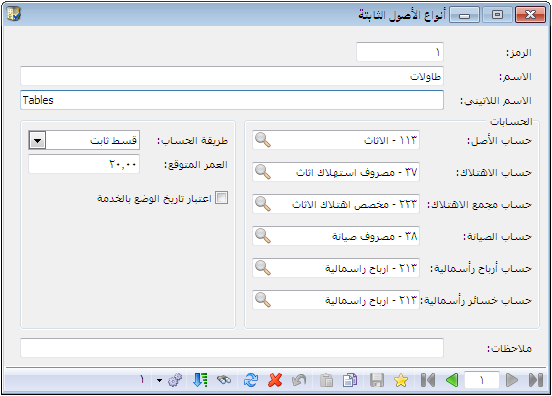 أنواع الأصول الثابتة
الرمز: ١
الاسم: طاولات
الاسم اللاتيني: Tables
الحسابات
حساب الأصل: ١١٣ - الاثاث
حساب الاهتلاك: ٣٧ - مصروف استهلاك اثاث
حساب مجمع الاهتلاك: ٢٢٣ - مخصص اهتلاك الاثاث
حساب الصيانة: ٣٨ - مصروف صيانة
حساب أرباح رأسمالية: ٢١٣ - ارباح راسمالية
حساب خسائر رأسمالية: ٢١٣ - ارباح راسمالية
طريقة الحساب: قسط ثابت
العمر المتوقع: ٢٠,٠٠
اعتبار تاريخ الوضع بالخدمة
ملاحظات:
١
١